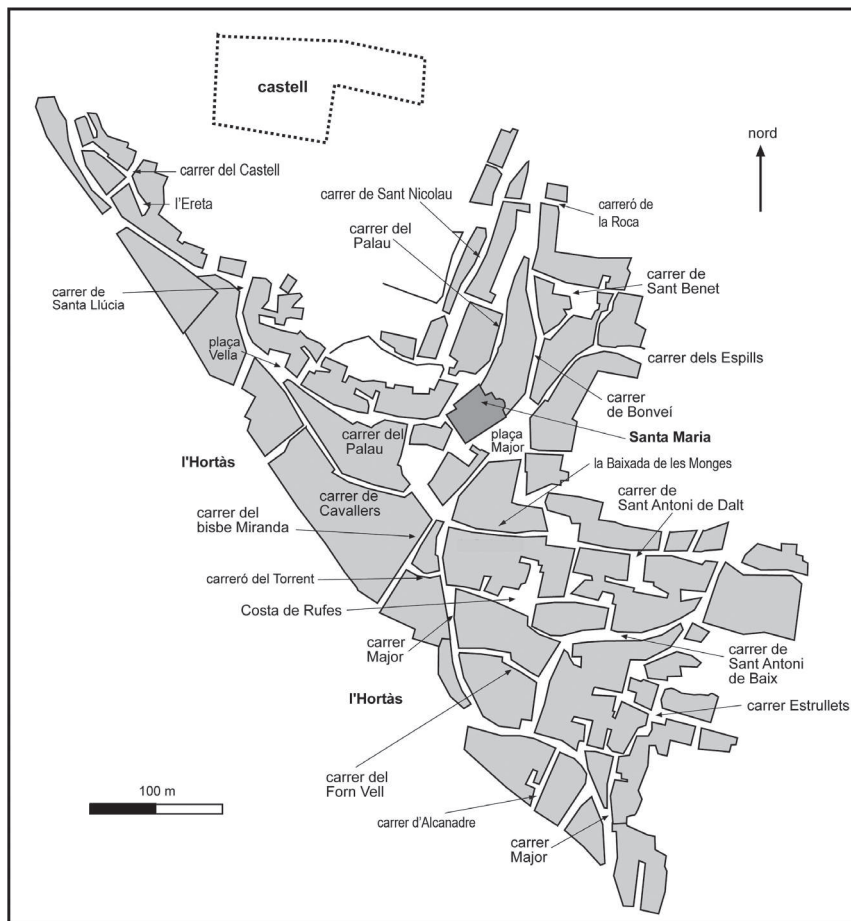 castell
nord
carrer del Castell
l'Ereta
carrer de Sant Nicolau
carrer del
Palau
carreró de
la Roca
carrer de
Santa Llúcia
carrer de
Sant Benet
plaça
Vella
carrer dels Espills
carrer
de Bonveí
Santa Maria
plaça
Major
carrer del
Palau
la Baixada de les Monges
l'Hortàs
carrer de
Cavallers
carrer de
Sant Antoni de Dalt
carrer del
bisbe Miranda
carreró del Torrent
Costa de Rufes
carrer
Major
carrer de
Sant Antoni
de Baix
l'Hortàs
carrer Estrullets
carrer del
Forn Vell
100 m
carrer d'Alcanadre
carrer
Major